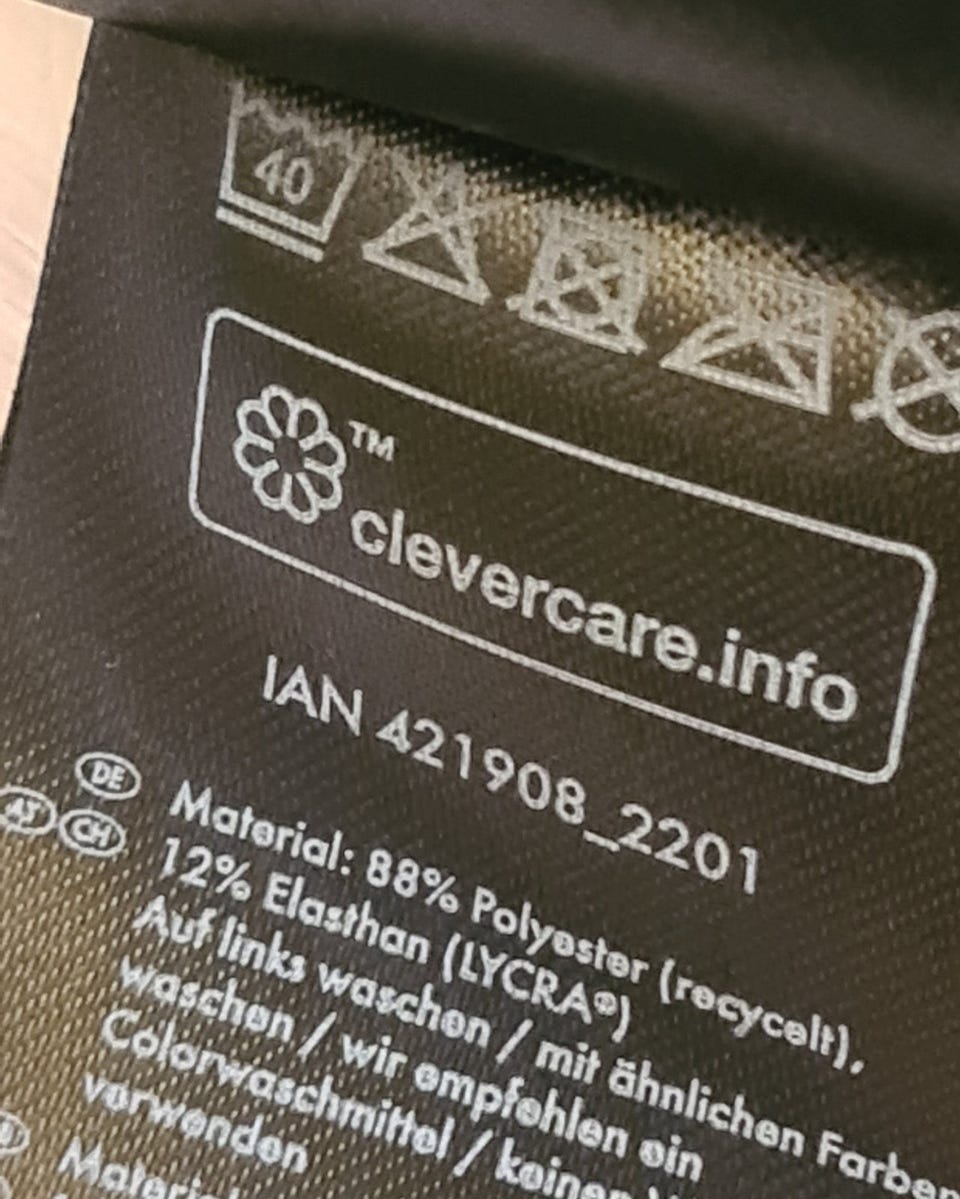 40
TM
clevercare.info
IAN 421908_2201
DE
AT CH
Material: 88% Polyester (recycelt),
12% Elasthan (LYCRA®)
Auf links waschen / mit ähnlichen Farben
waschen / wir empfehlen ein
Colorwaschmittel / keinen
verwenden